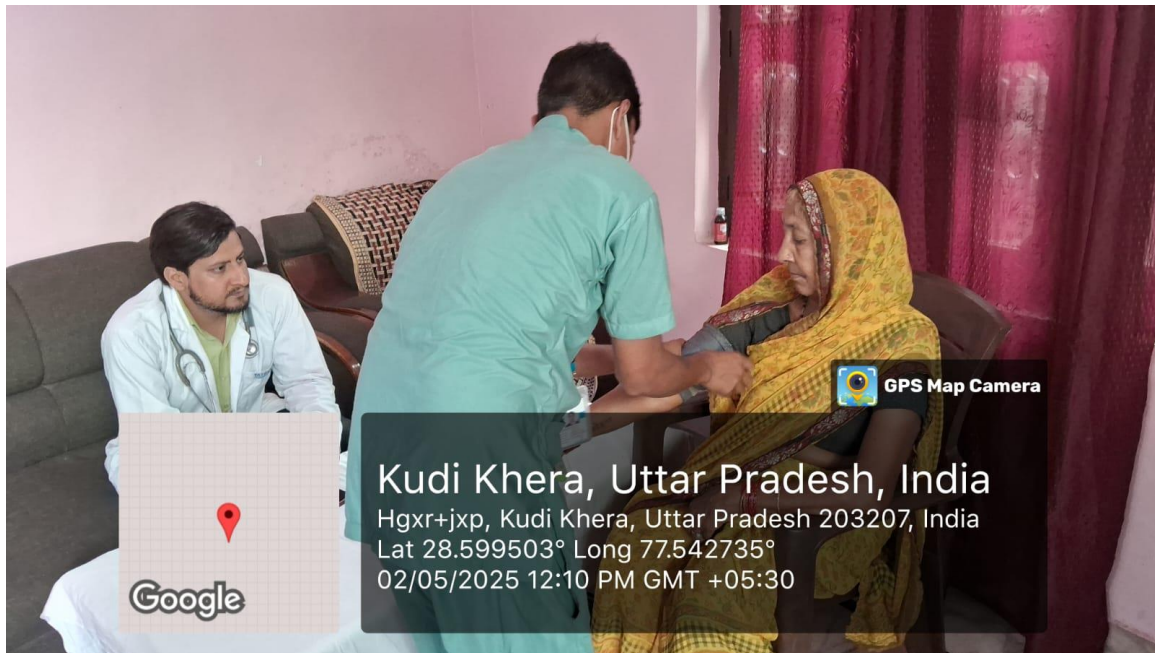 GPS Map Camera
Kudi Khera, Uttar Pradesh, India
Hgxr+jxp, Kudi Khera, Uttar Pradesh 203207, India
Lat 28.599503° Long 77.542735°
02/05/2025 12:10 PM GMT +05:30
Google